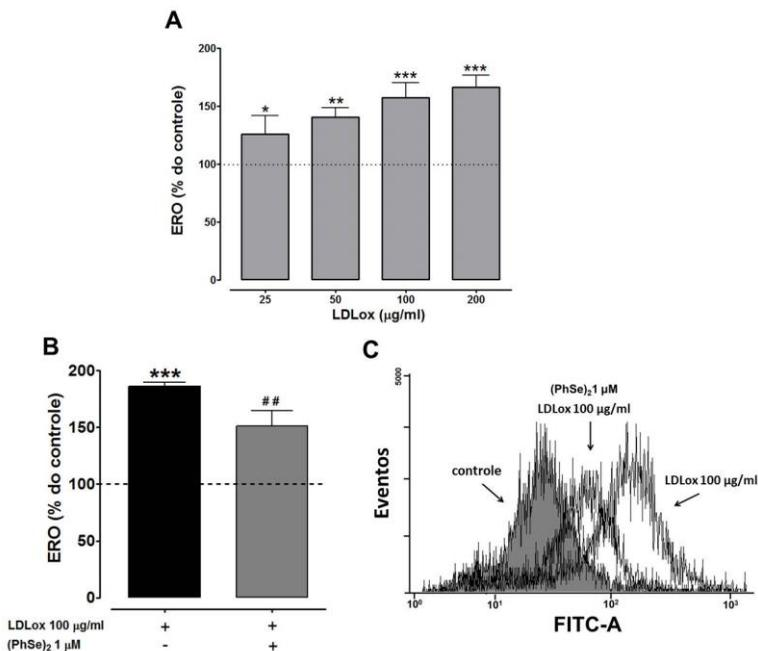 A
200
150
100
50
0
ERO (% do controle)
*
**
***
***
25 50 100 200
LDLox (µg/ml)
B
200
150
100
50
0
ERO (% do controle)
***
##
LDLox 100 µg/ml + +
(PhSe)₂ 1 µM - +
C
5000
Eventos
(PhSe)₂ 1 µM
LDLox 100 µg/ml
controle
LDLox 100 µg/ml
10⁰ 10¹ 10² 10³
FITC-A